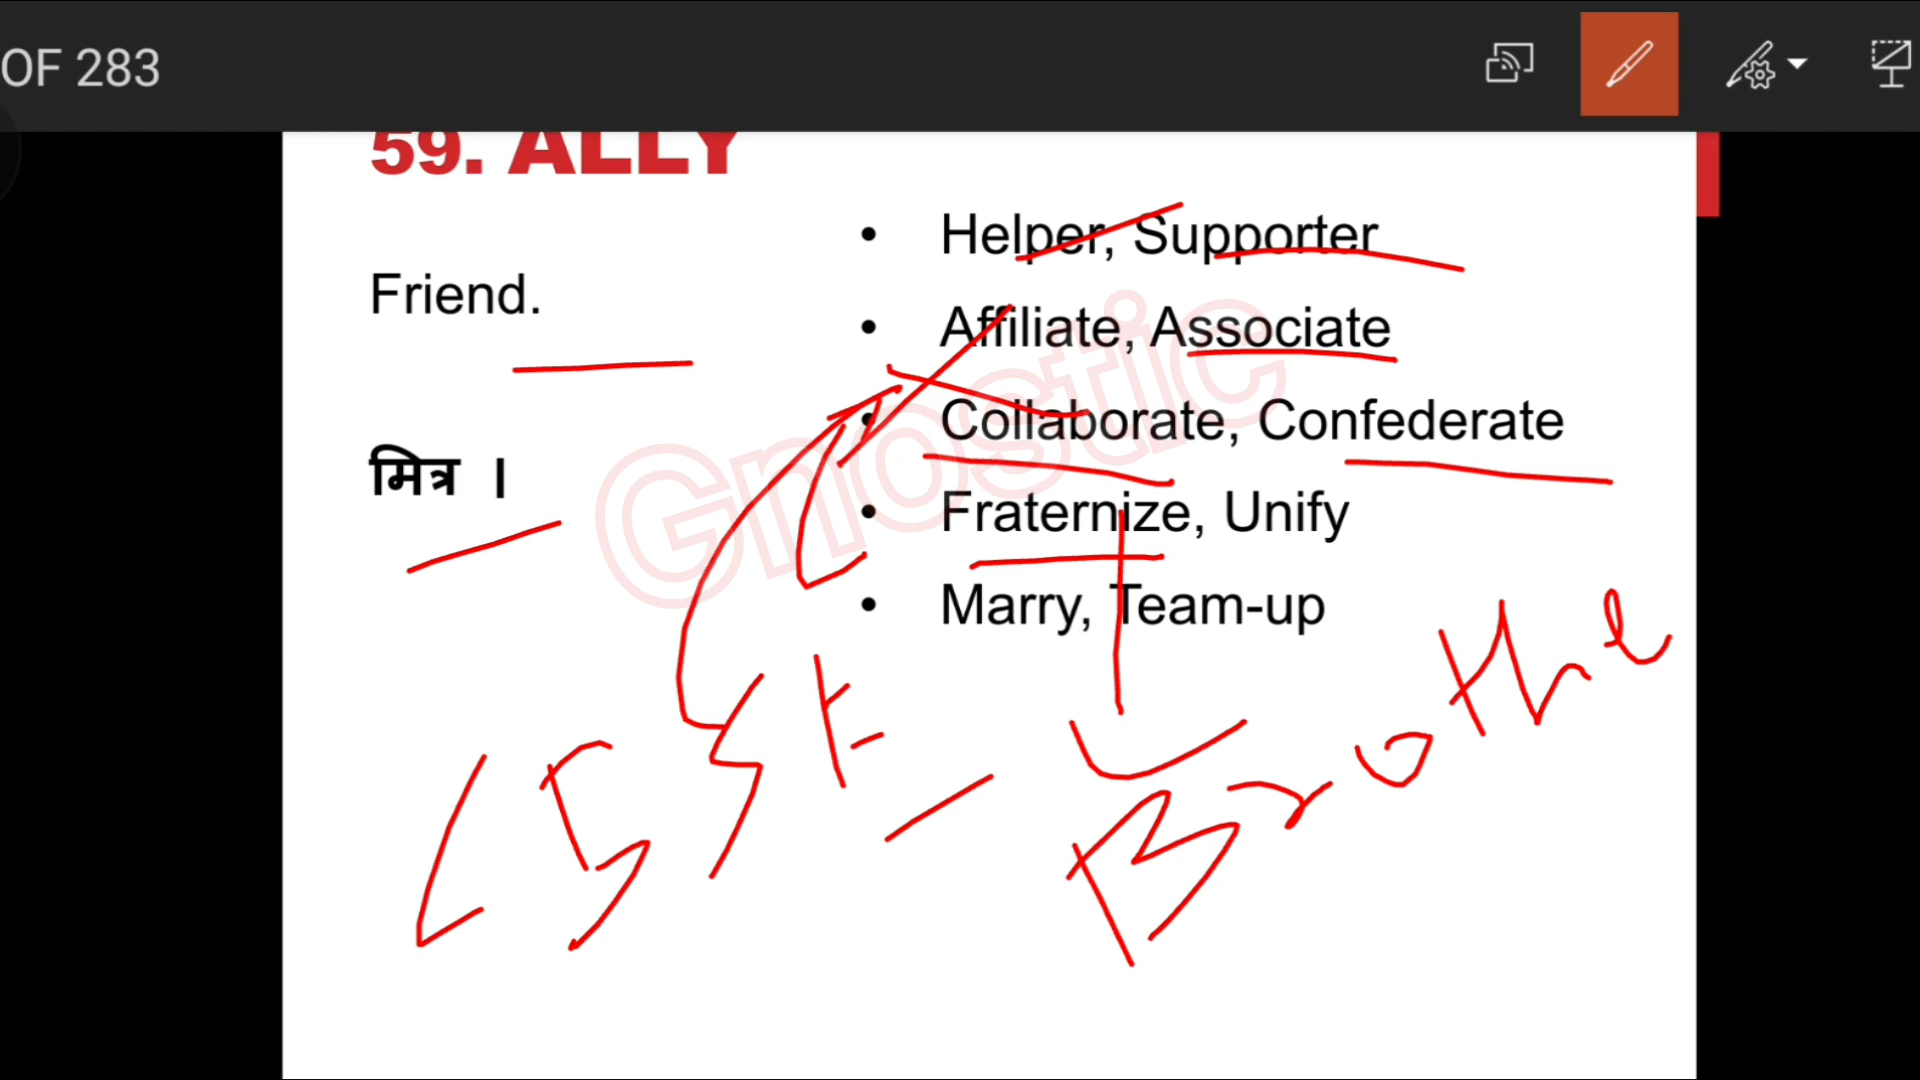 OF 283
59. ALLY
Friend.
मित्र ।
• Helper, Supporter
• Affiliate, Associate
• Collaborate, Confederate
• Fraternize, Unify
• Marry, Team-up
Gnostic
Brothe